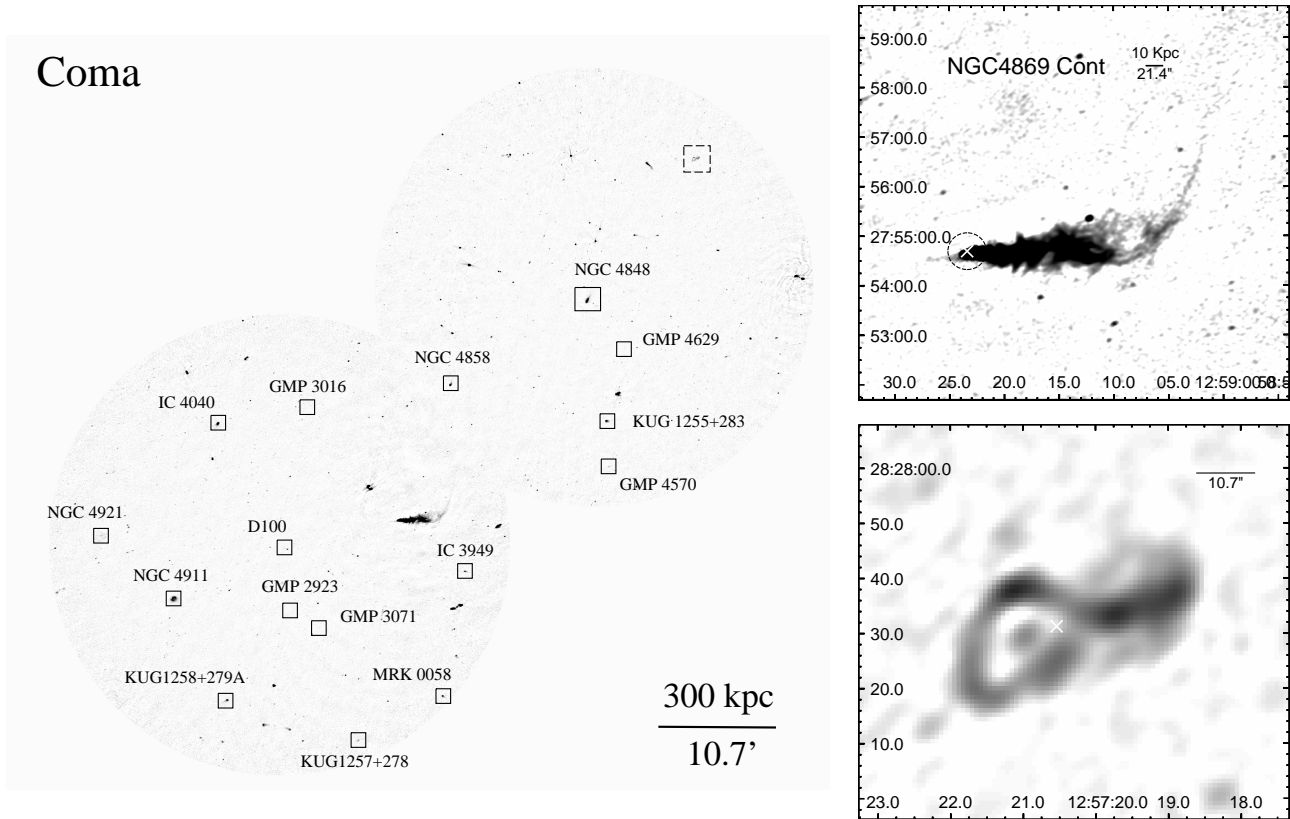 Coma
NGC 4848
GMP 4629
NGC 4858
GMP 3016
IC 4040
KUG 1255+283
GMP 4570
NGC 4921
D100
IC 3949
NGC 4911
GMP 2923
GMP 3071
KUG1258+279A
MRK 0058
300 kpc
10.7’
KUG1257+278
59:00.0
NGC4869 Cont
10 Kpc
21.4"
58:00.0
57:00.0
56:00.0
27:55:00.0
54:00.0
53:00.0
30.0 25.0 20.0 15.0 10.0 05.0 12:59:00.0
28:28:00.0
10.7"
50.0
40.0
30.0
20.0
10.0
23.0 22.0 21.0 12:57:20.0 19.0 18.0